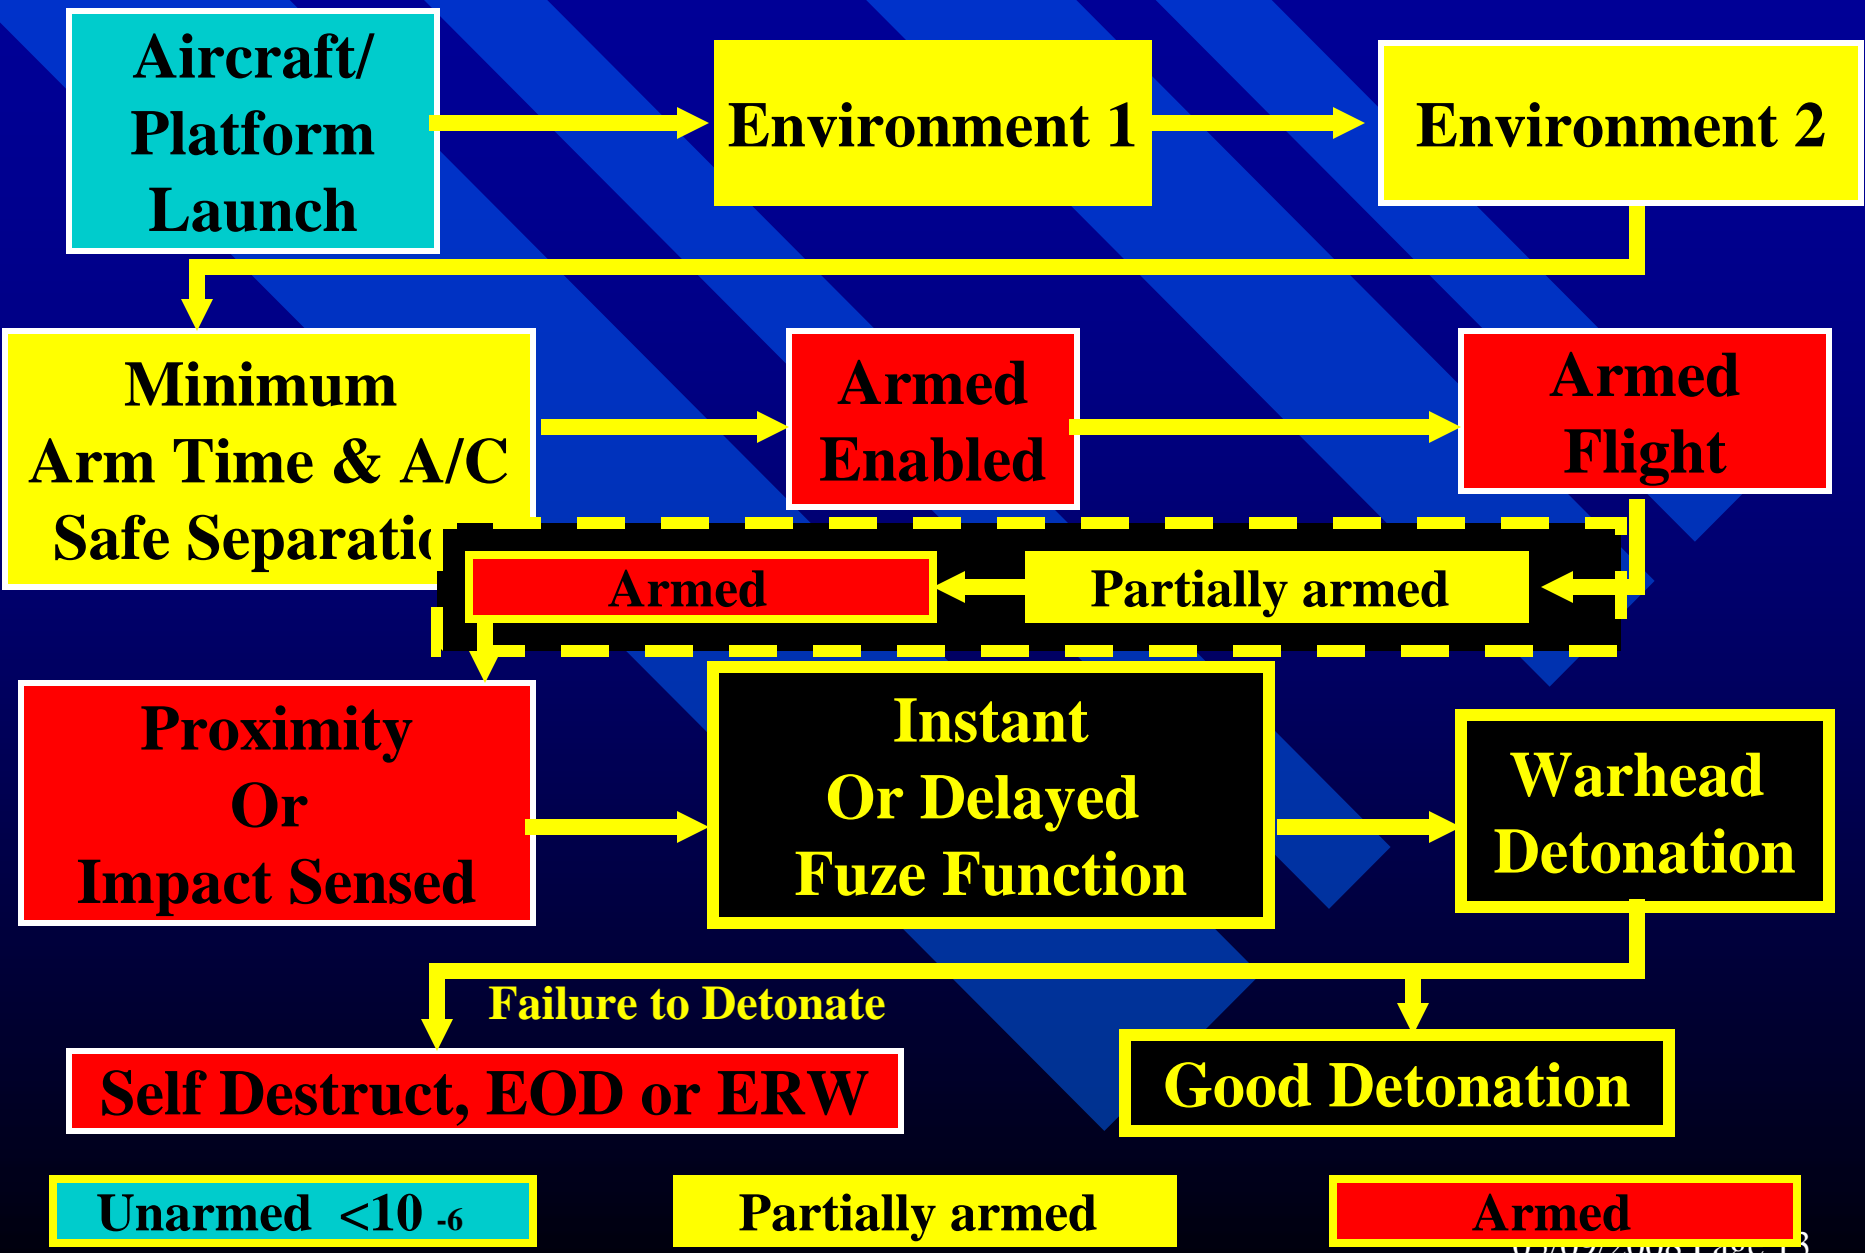 Aircraft/
Platform
Launch
Environment 1
Environment 2
Minimum
Arm Time & A/C
Safe Separatio
Armed
Enabled
Armed
Flight
Armed
Partially armed
Proximity
Or
Impact Sensed
Instant
Or Delayed
Fuze Function
Warhead
Detonation
Failure to Detonate
Self Destruct, EOD or ERW
Good Detonation
Unarmed <10 -6
Partially armed
Armed